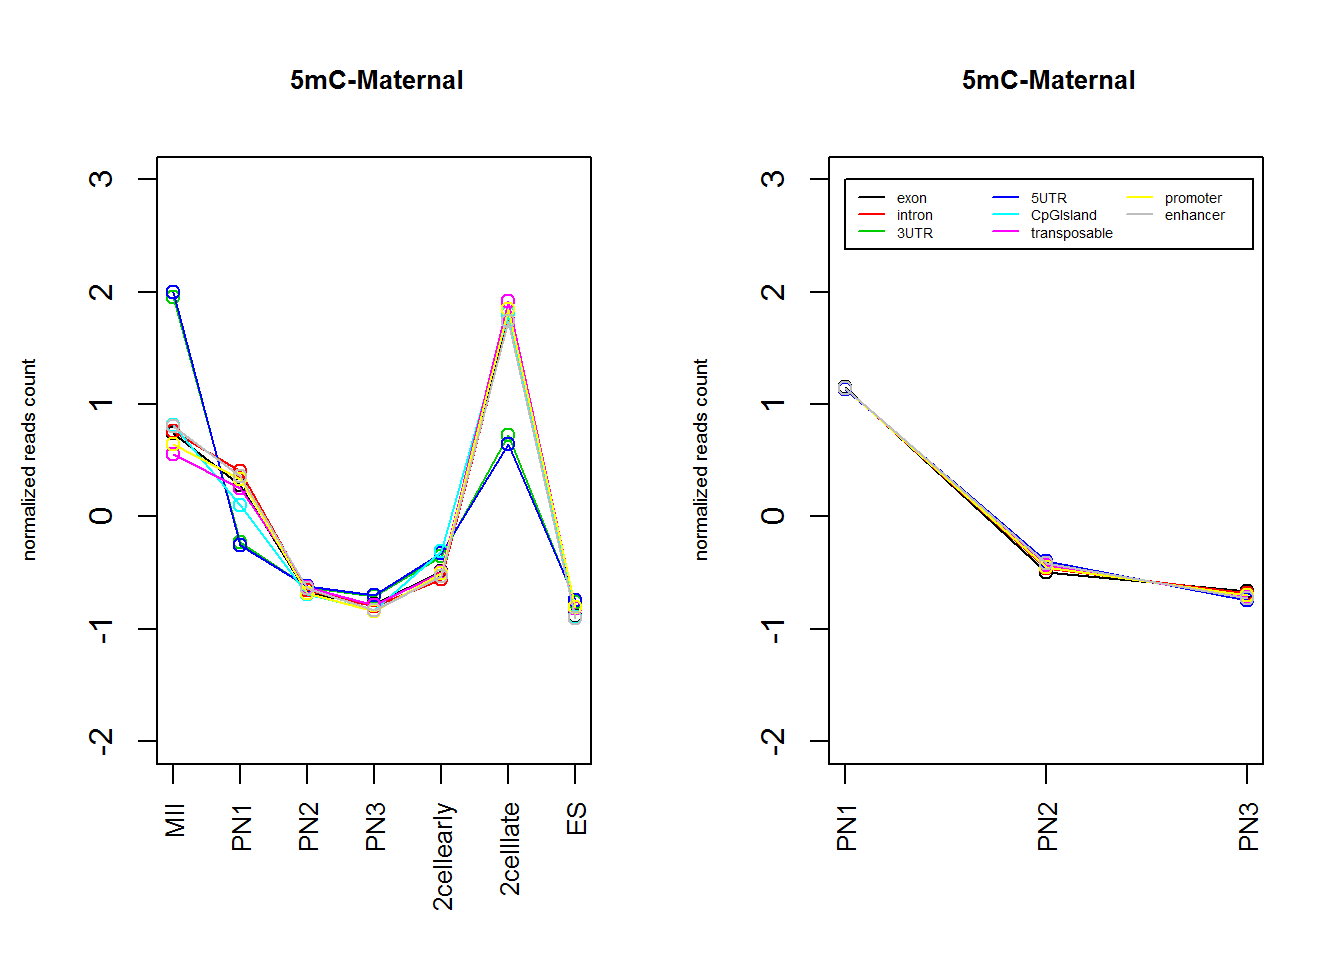 5mC-Maternal
normalized reads count
3
2
1
0
-1
-2
MII
PN1
PN2
PN3
2cellearly
2celllate
ES
5mC-Maternal
normalized reads count
3
2
1
0
-1
-2
exon
intron
3UTR
5UTR
CpGIsland
transposable
promoter
enhancer
PN1
PN2
PN3